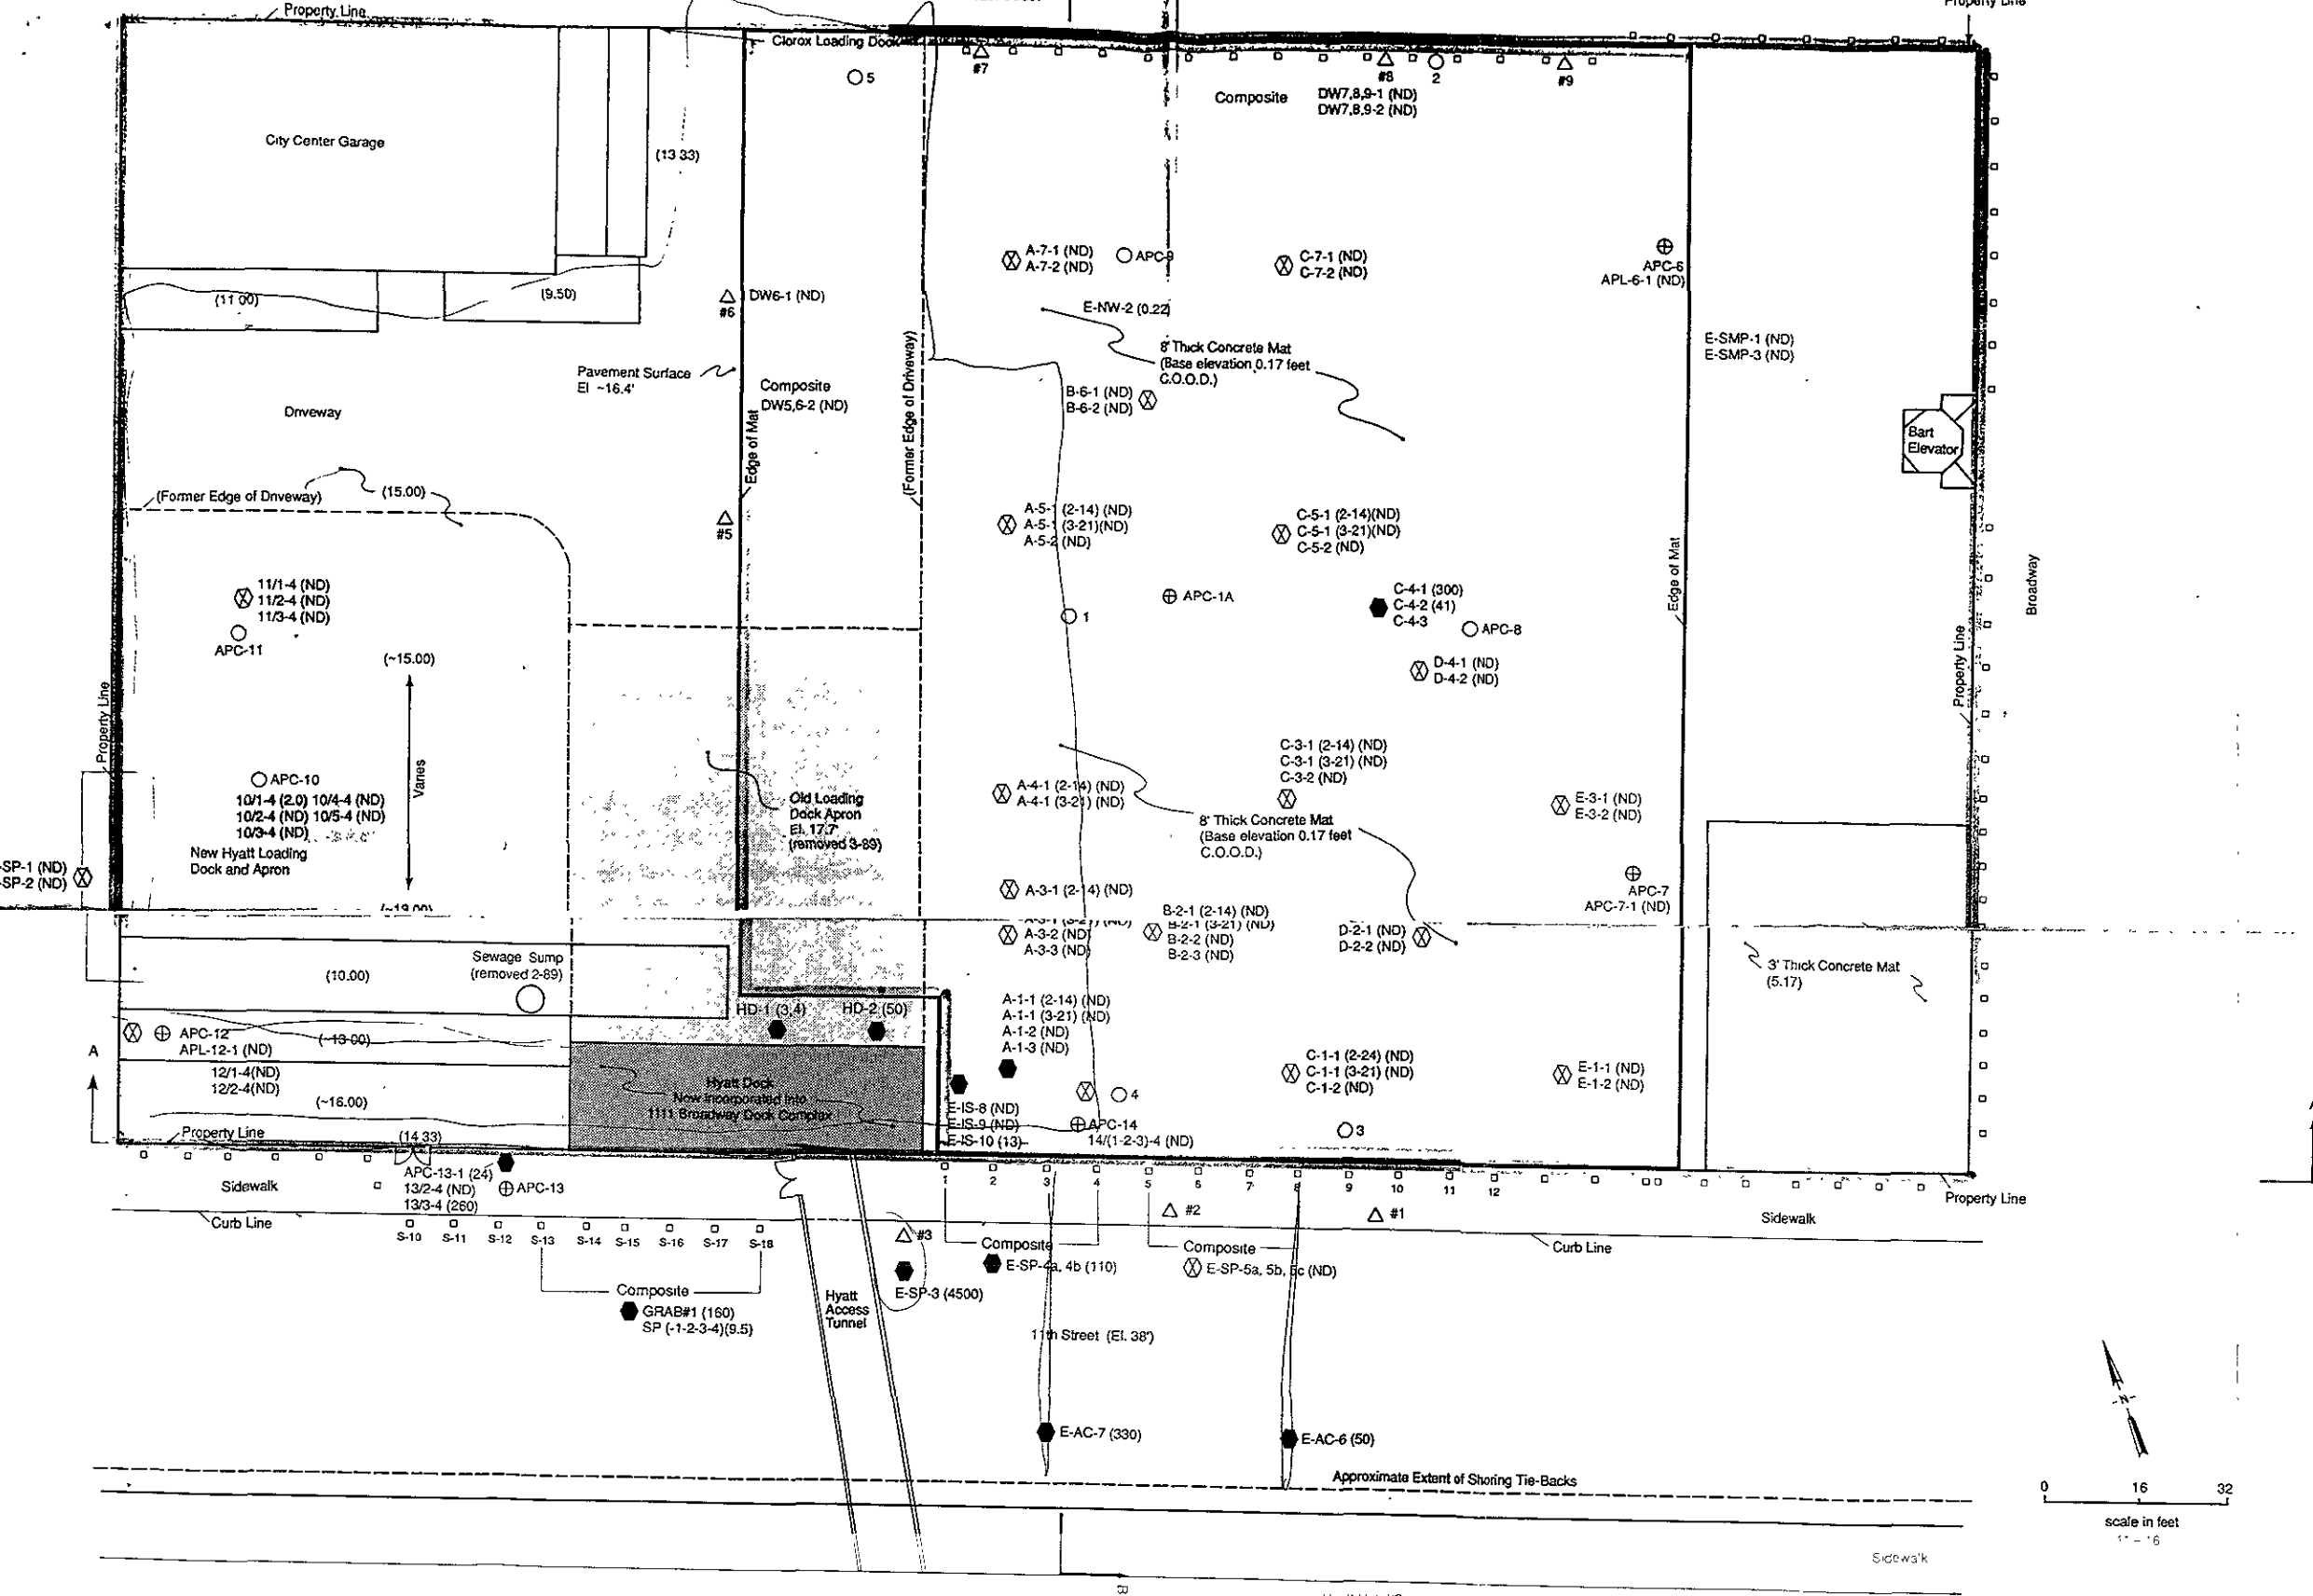 Property Line
Property Line
Clorox Loading Dock
5
#7
#8
2
#9
Composite
DW7,8,9-1 (ND)
DW7,8,9-2 (ND)
City Center Garage
(13 33)
A-7-1 (ND)
A-7-2 (ND)
APC-9
C-7-1 (ND)
C-7-2 (ND)
APC-6
APL-6-1 (ND)
(11 00)
(9.50)
DW6-1 (ND)
#6
E-NW-2 (0.22)
8' Thick Concrete Mat
(Base elevation 0.17 feet
C.O.O.D.)
E-SMP-1 (ND)
E-SMP-3 (ND)
Pavement Surface
El ~16.4'
Composite
DW5,6-2 (ND)
(Former Edge of Driveway)
B-6-1 (ND)
B-6-2 (ND)
Driveway
Edge of Mat
Bart
Elevator
(Former Edge of Driveway)
(15.00)
#5
A-5-1 (2-14) (ND)
A-5-1 (3-21)(ND)
A-5-2 (ND)
C-5-1 (2-14)(ND)
C-5-1 (3-21)(ND)
C-5-2 (ND)
Edge of Mat
Broadway
11/1-4 (ND)
11/2-4 (ND)
11/3-4 (ND)
APC-11
APC-1A
1
C-4-1 (300)
C-4-2 (41)
C-4-3
APC-8
(~15.00)
D-4-1 (ND)
D-4-2 (ND)
Property Line
Property Line
Varies
APC-10
10/1-4 (2.0) 10/4-4 (ND)
10/2-4 (ND) 10/5-4 (ND)
10/3-4 (ND)
Old Loading
Dock Apron
El. 17.7'
(removed 3-89)
A-4-1 (2-14) (ND)
A-4-1 (3-21) (ND)
C-3-1 (2-14) (ND)
C-3-1 (3-21) (ND)
C-3-2 (ND)
E-3-1 (ND)
E-3-2 (ND)
8' Thick Concrete Mat
(Base elevation 0.17 feet
C.O.O.D.)
New Hyatt Loading
Dock and Apron
-SP-1 (ND)
-SP-2 (ND)
(~19.00)
A-3-1 (2-14) (ND)
A-3-1 (3-21) (ND)
A-3-2 (ND)
A-3-3 (ND)
B-2-1 (2-14) (ND)
B-2-1 (3-21) (ND)
B-2-2 (ND)
B-2-3 (ND)
D-2-1 (ND)
D-2-2 (ND)
APC-7
APC-7-1 (ND)
(10.00)
Sewage Sump
(removed 2-89)
3' Thick Concrete Mat
(5.17)
HD-1 (3.4)
HD-2 (50)
A-1-1 (2-14) (ND)
A-1-1 (3-21) (ND)
A-1-2 (ND)
A-1-3 (ND)
A
APC-12
APL-12-1 (ND)
12/1-4(ND)
12/2-4(ND)
(~13 00)
(~16.00)
Hyatt Dock
Now Incorporated Into
1111 Broadway Dock Complex
C-1-1 (2-24) (ND)
C-1-1 (3-21) (ND)
C-1-2 (ND)
E-1-1 (ND)
E-1-2 (ND)
4
E-IS-8 (ND)
E-IS-9 (ND)
E-IS-10 (13)
APC-14
14/(1-2-3)-4 (ND)
3
Property Line
(14 33)
APC-13-1 (24)
13/2-4 (ND)
13/3-4 (260)
APC-13
Sidewalk
Curb Line
1 2 3 4 5 6 7 8 9 10 11 12
Property Line
Sidewalk
#2
#1
#3
S-10 S-11 S-12 S-13 S-14 S-15 S-16 S-17 S-18
Composite
E-SP-4a, 4b (110)
Composite
E-SP-5a, 5b, 5c (ND)
Curb Line
E-SP-3 (4500)
Composite
GRAB#1 (160)
SP (-1-2-3-4)(9.5)
Hyatt
Access
Tunnel
11th Street (El. 38')
E-AC-7 (330)
E-AC-6 (50)
Approximate Extent of Shoring Tie-Backs
N
0 16 32
scale in feet
Sidewalk
B